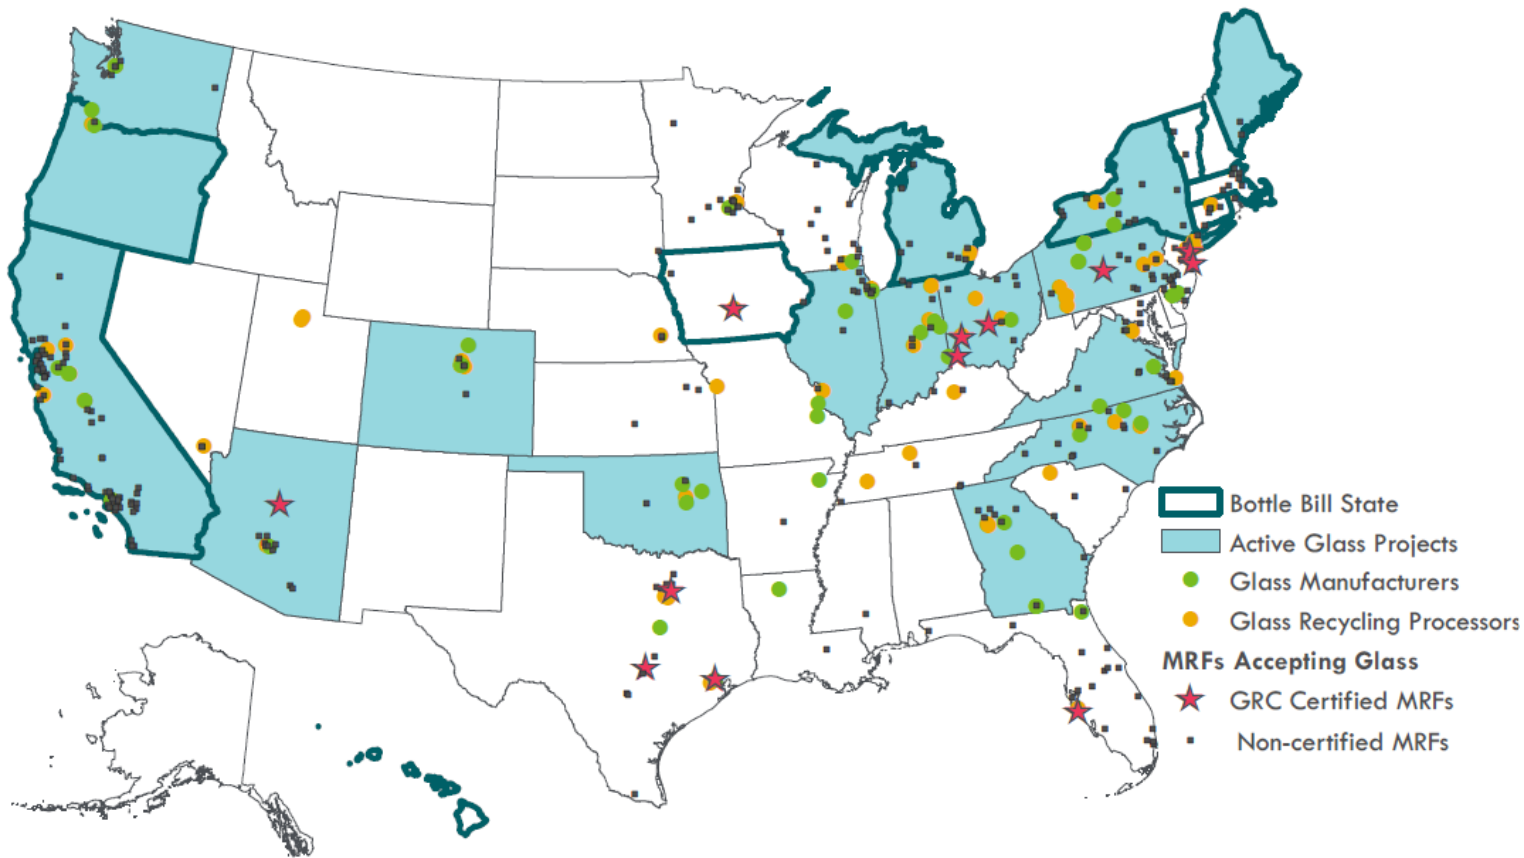 Bottle Bill State
Active Glass Projects
Glass Manufacturers
Glass Recycling Processors
MRFs Accepting Glass
GRC Certified MRFs
Non-certified MRFs